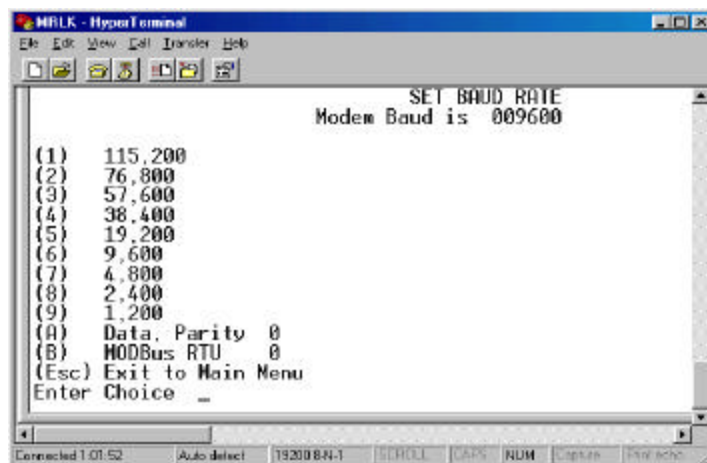 MRLK - HyperTerminal
File Edit View Call Transfer Help
SET BAUD RATE
Modem Baud is 009600
(1) 115,200
(2) 76,800
(3) 57,600
(4) 38,400
(5) 19,200
(6) 9,600
(7) 4,800
(8) 2,400
(9) 1,200
(A) Data, Parity 0
(B) MODBus RTU 0
(Esc) Exit to Main Menu
Enter Choice _
Connected 1:01:52 Auto detect 19200 8-N-1 SCROLL CAPS NUM Capture Print echo